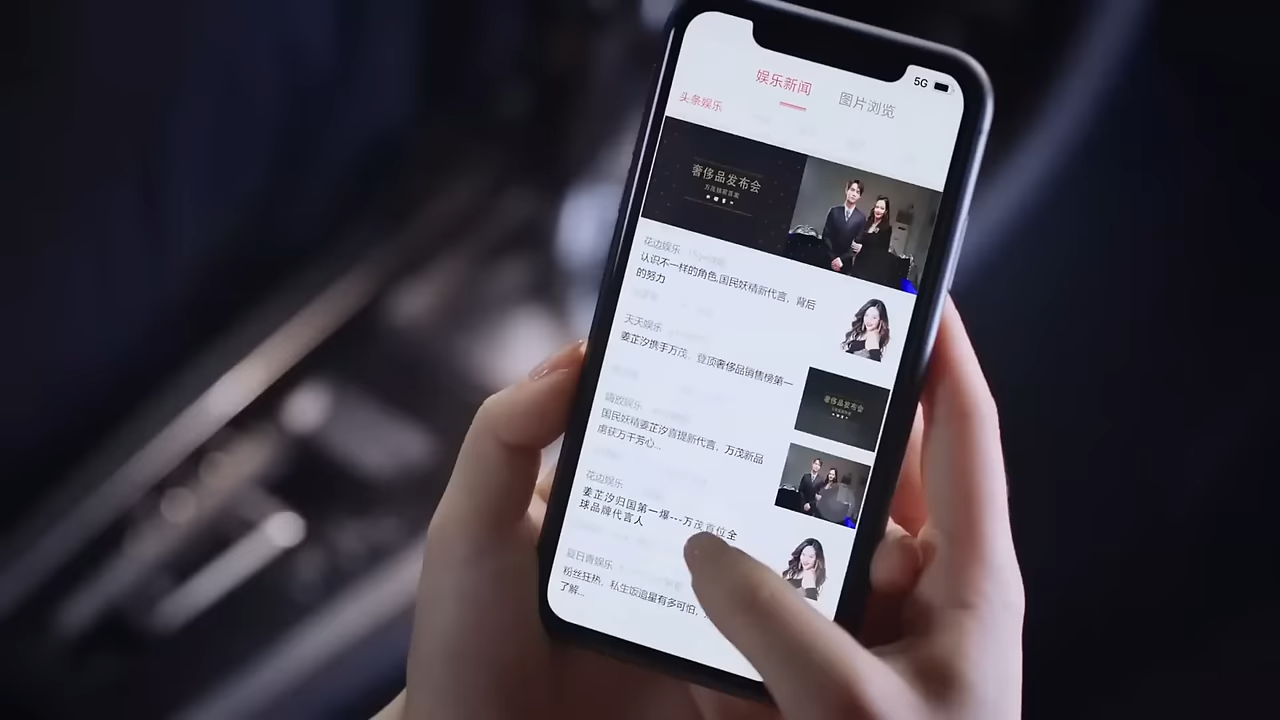 5G
娱乐新闻
图片浏览
头条娱乐
奢侈品发布会
花边娱乐
认识不一样的角色,国民妖精新代言，背后
的努力
天天娱乐
姜芷汐携手万茂，登顶奢侈品销售榜第一
奢侈品发布会
嗨放娱乐
国民妖精姜芷汐喜提新代言，万茂新品
虏获万千芳心...
花边娱乐
姜芷汐归国第一爆---万茂首位全
球品牌代言人
夏日青娱乐
粉丝狂热，私生饭追星有多可怕，
了解...